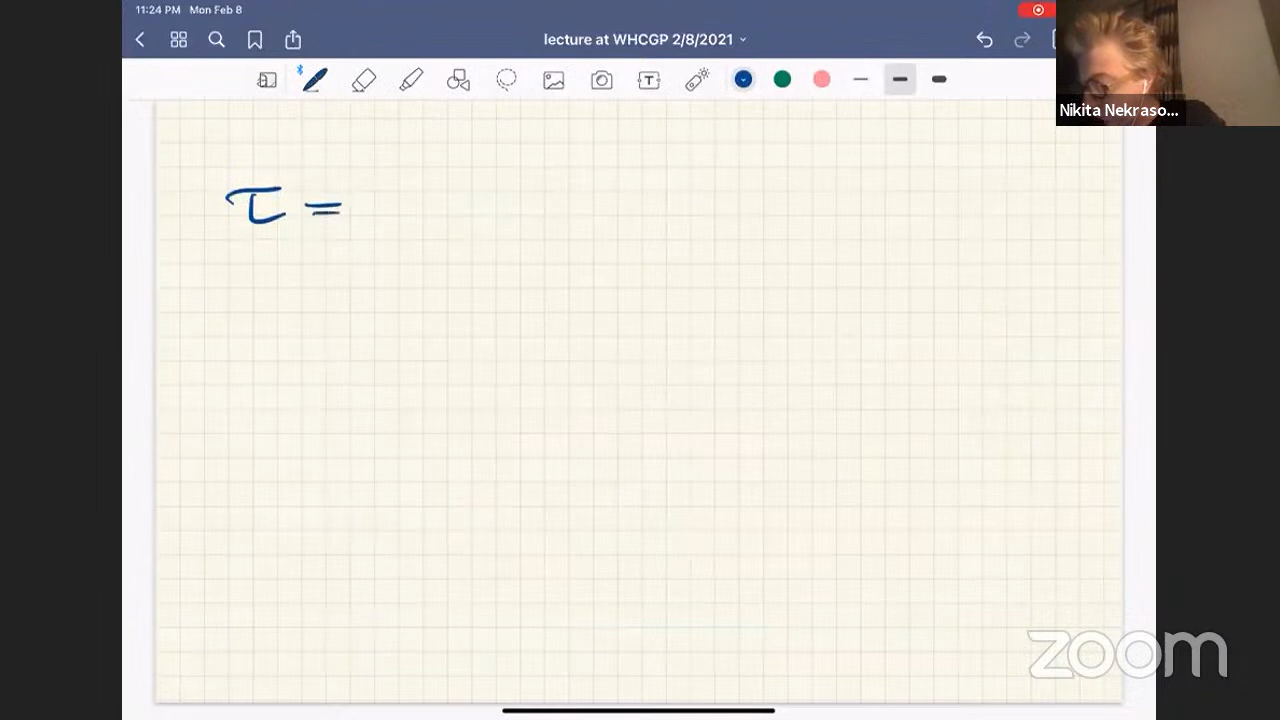 11:24 PM Mon Feb 8
lecture at WHCGP 2/8/2021
T
Nikita Nekraso...
τ =
zoom